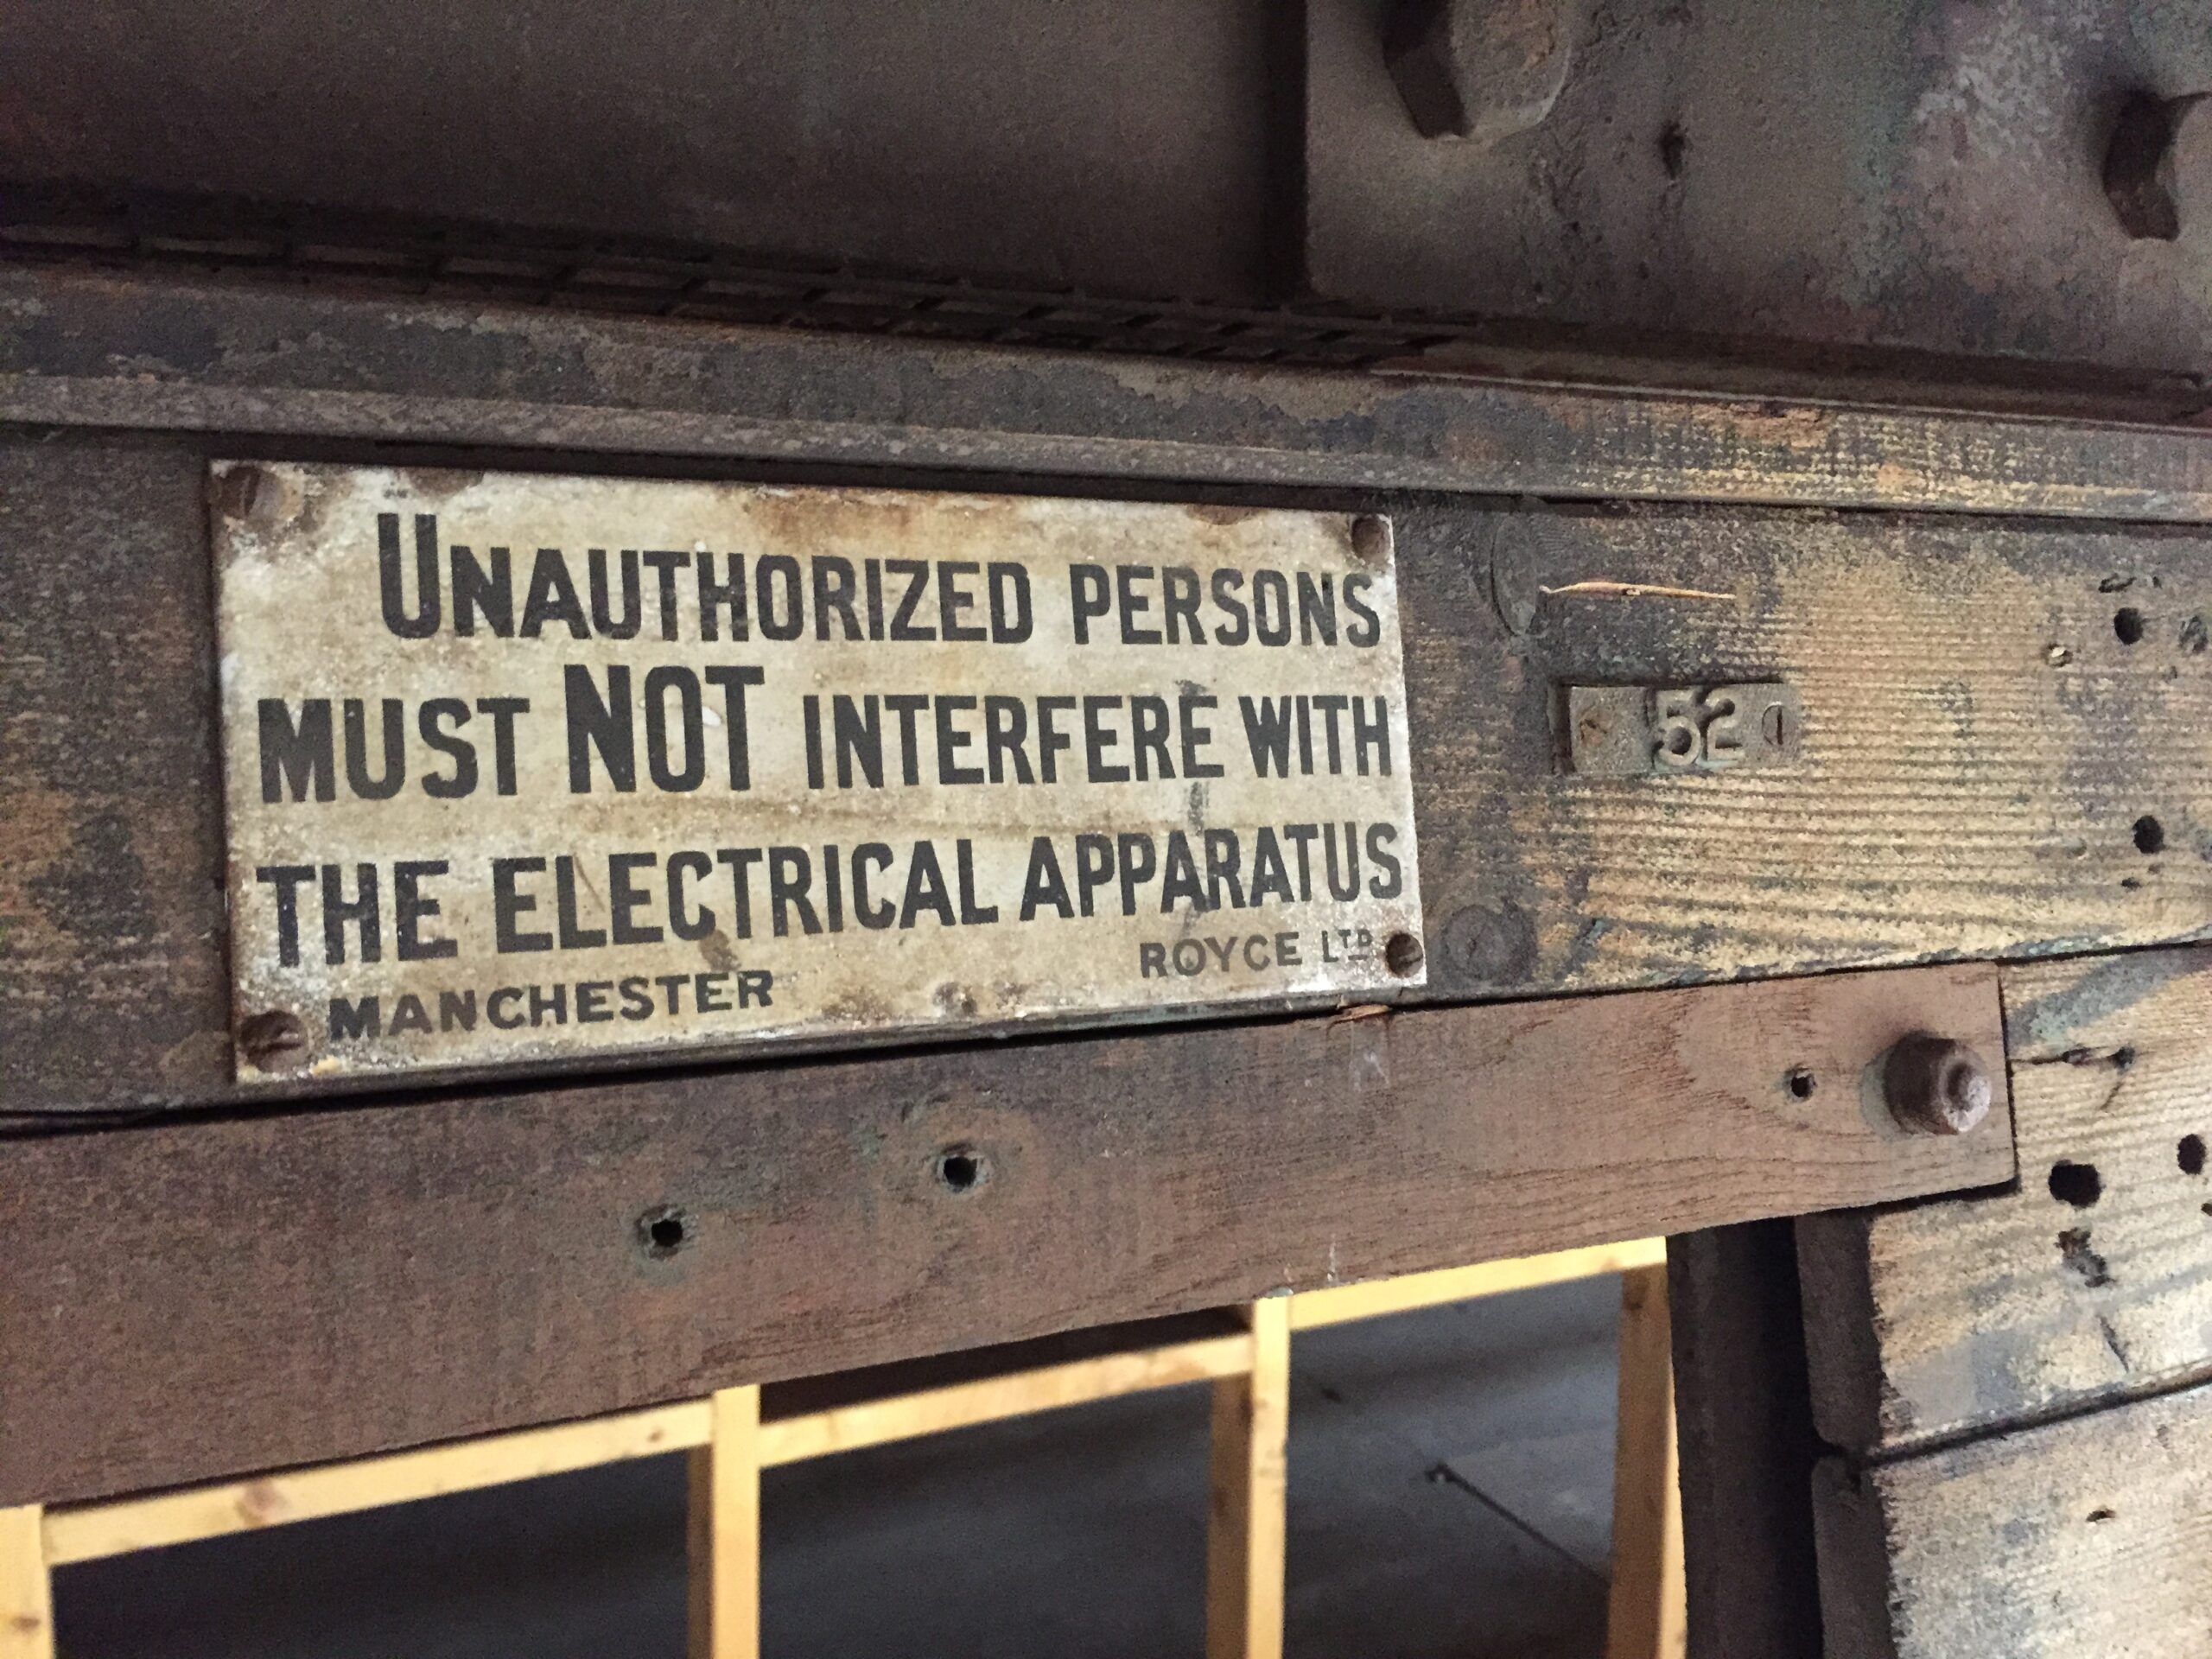 UNAUTHORIZED PERSONS
MUST NOT INTERFERE WITH
THE ELECTRICAL APPARATUS
MANCHESTER ROYCE LTD
52